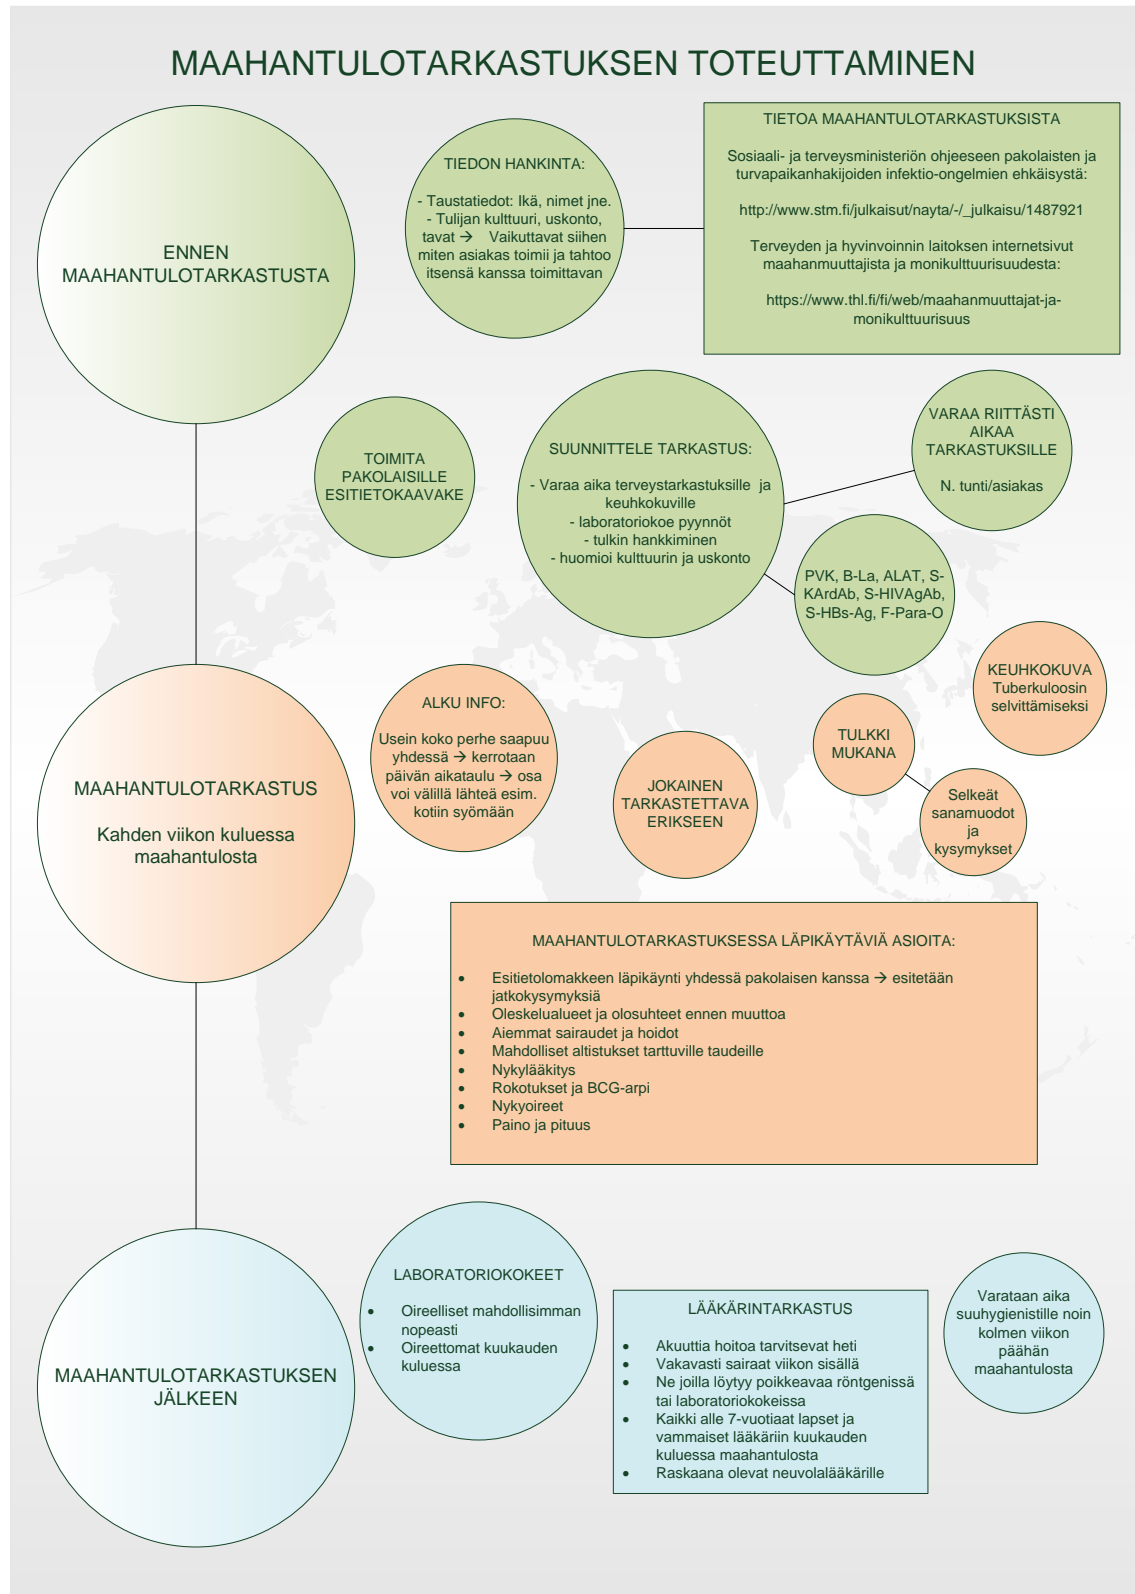 MAAHANTULOTARKASTUKSEN TOTEUTTAMINEN
ENNEN
MAAHANTULOTARKASTUSTA
TIEDON HANKINTA:
- Taustatiedot: Ikä, nimet jne.
- Tulijan kulttuuri, uskonto,
tavat → Vaikuttavat siihen
miten asiakas toimii ja tahtoo
itsensä kanssa toimittavan
TIETOA MAAHANTULOTARKASTUKSISTA
Sosiaali- ja terveysministeriön ohjeeseen pakolaisten ja
turvapaikanhakijoiden infektio-ongelmien ehkäisystä:
http://www.stm.fi/julkaisut/nayta/-/_julkaisu/1487921
Terveyden ja hyvinvoinnin laitoksen internetsivut
maahanmuuttajista ja monikulttuurisuudesta:
https://www.thl.fi/fi/web/maahanmuuttajat-ja-
monikulttuurisuus
TOIMITA
PAKOLAISILLE
ESITIETOKAAVAKE
SUUNNITTELE TARKASTUS:
- Varaa aika terveystarkastuksille ja
keuhkokuville
- laboratoriokoe pyynnöt
- tulkin hankkiminen
- huomioi kulttuurin ja uskonto
VARAA RIITTÄSTI
AIKAA
TARKASTUKSILLE
N. tunti/asiakas
PVK, B-La, ALAT, S-
KArdAb, S-HIVAgAb,
S-HBs-Ag, F-Para-O
MAAHANTULOTARKASTUS
Kahden viikon kuluessa
maahantulosta
ALKU INFO:
Usein koko perhe saapuu
yhdessä → kerrotaan
päivän aikataulu → osa
voi välillä lähteä esim.
kotiin syömään
JOKAINEN
TARKASTETTAVA
ERIKSEEN
TULKKI
MUKANA
Selkeät
sanamuodot
ja
kysymykset
KEUHKOKUVA
Tuberkuloosin
selvittämiseksi
MAAHANTULOTARKASTUKSESSA LÄPIKÄYTÄVIÄ ASIOITA:
• Esitietolomakkeen läpikäynti yhdessä pakolaisen kanssa → esitetään
jatkokysymyksiä
• Oleskelualueet ja olosuhteet ennen muuttoa
• Aiemmat sairaudet ja hoidot
• Mahdolliset altistukset tarttuville taudeille
• Nykylääkitys
• Rokotukset ja BCG-arpi
• Nykyoireet
• Paino ja pituus
MAAHANTULOTARKASTUKSEN
JÄLKEEN
LABORATORIOKOKEET
• Oireelliset mahdollisimman
nopeasti
• Oireettomat kuukauden
kuluessa
LÄÄKÄRINTARKASTUS
• Akuuttia hoitoa tarvitsevat heti
• Vakavasti sairaat viikon sisällä
• Ne joilla löytyy poikkeavaa röntgenissä
tai laboratoriokokeissa
• Kaikki alle 7-vuotiaat lapset ja
vammaiset lääkäriin kuukauden
kuluessa maahantulosta
• Raskaana olevat neuvolalääkärille
Varataan aika
suuhygienistille noin
kolmen viikon
päähän
maahantulosta